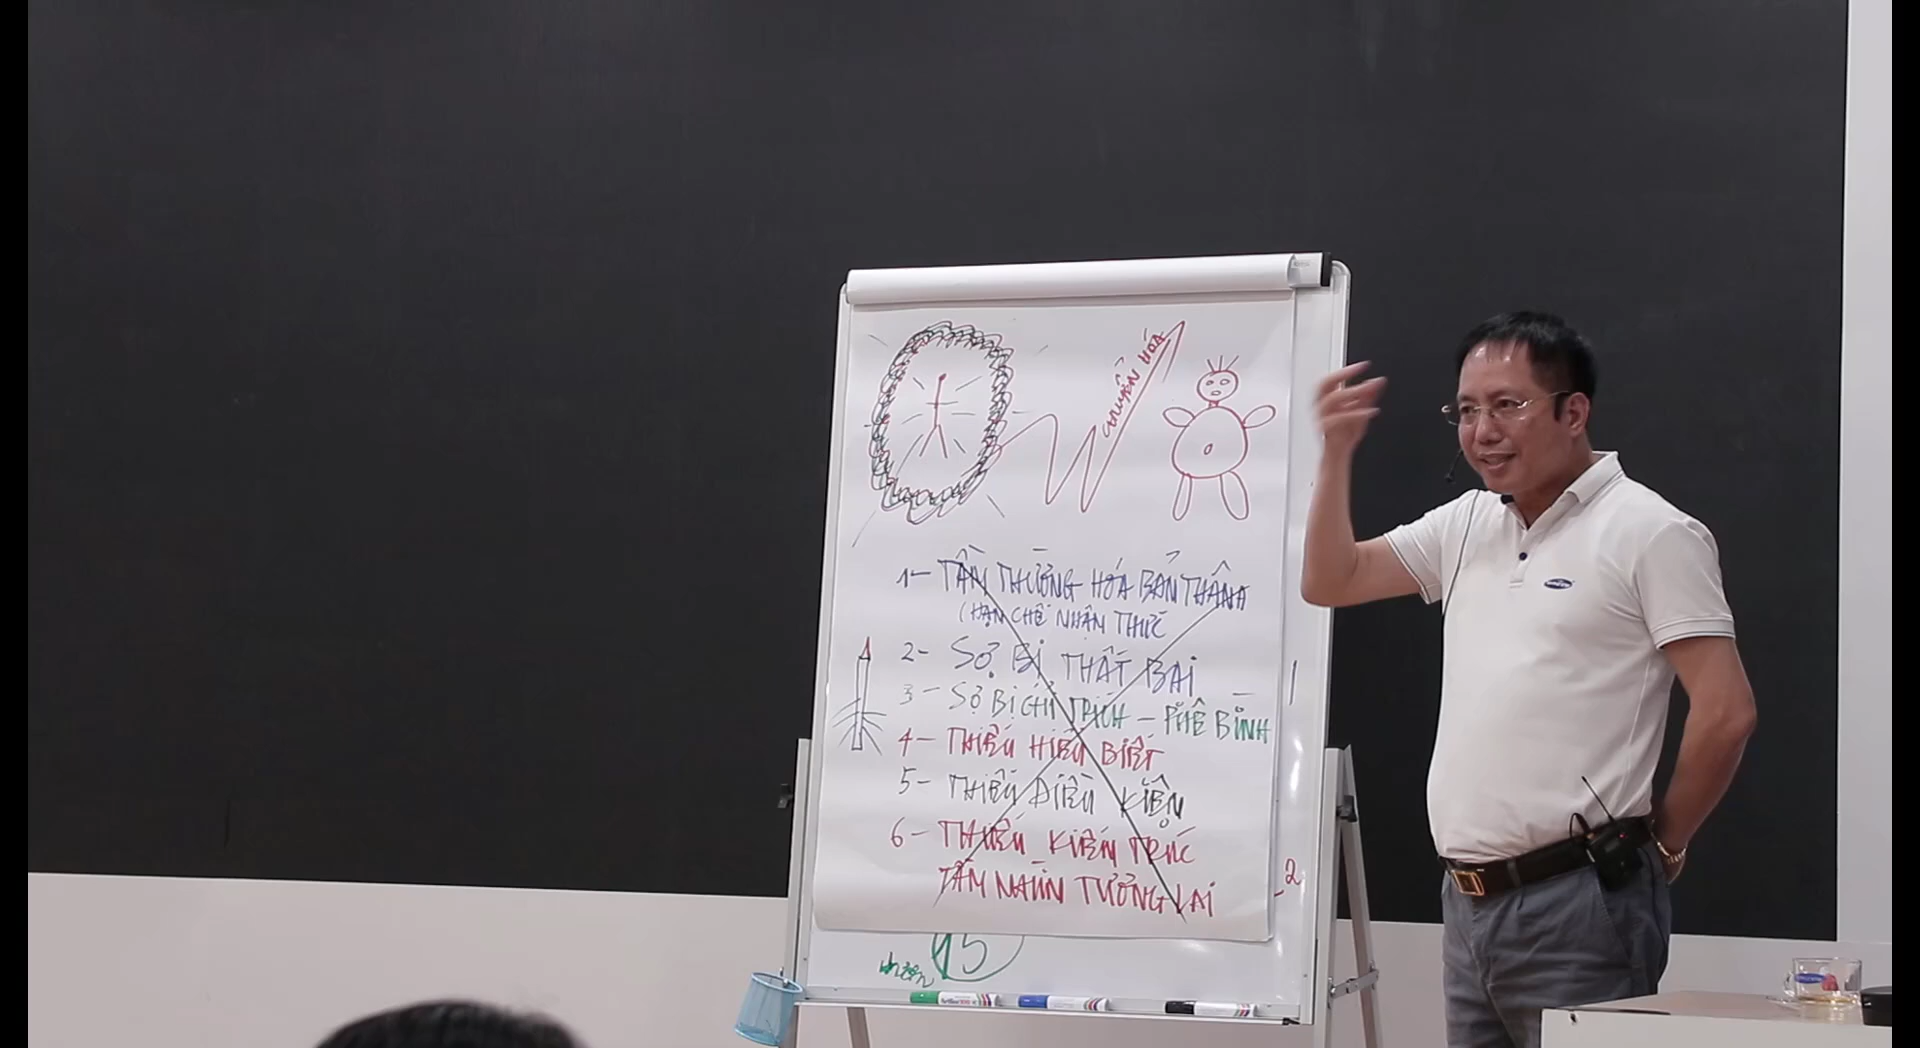 CHUYỂN HÓA
1- TẦM THƯỜNG HÓA BẢN THÂN
(HẠN CHẾ NHẬN THỨC
2- SỢ BỊ THẤT BẠI
3- SỢ BỊ CHỈ TRÍCH - PHÊ BÌNH
4- THIẾU HIỂU BIẾT
5- THIẾU ĐIỀU KIỆN
6- THIẾU KIẾN TRÚC
TẦM NHÌN TƯƠNG LAI
2
15